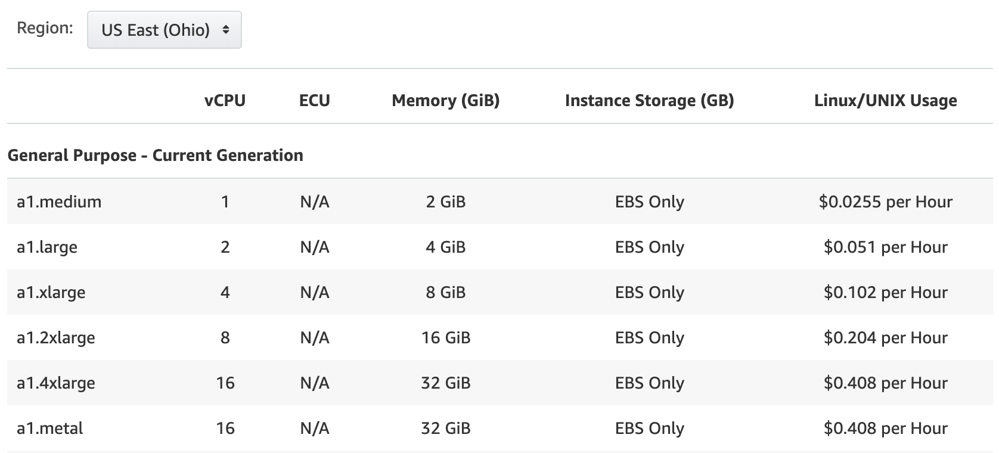 Region: US East (Ohio)
vCPU ECU Memory (GiB) Instance Storage (GB) Linux/UNIX Usage
General Purpose - Current Generation
a1.medium 1 N/A 2 GiB EBS Only $0.0255 per Hour
a1.large 2 N/A 4 GiB EBS Only $0.051 per Hour
a1.xlarge 4 N/A 8 GiB EBS Only $0.102 per Hour
a1.2xlarge 8 N/A 16 GiB EBS Only $0.204 per Hour
a1.4xlarge 16 N/A 32 GiB EBS Only $0.408 per Hour
a1.metal 16 N/A 32 GiB EBS Only $0.408 per Hour